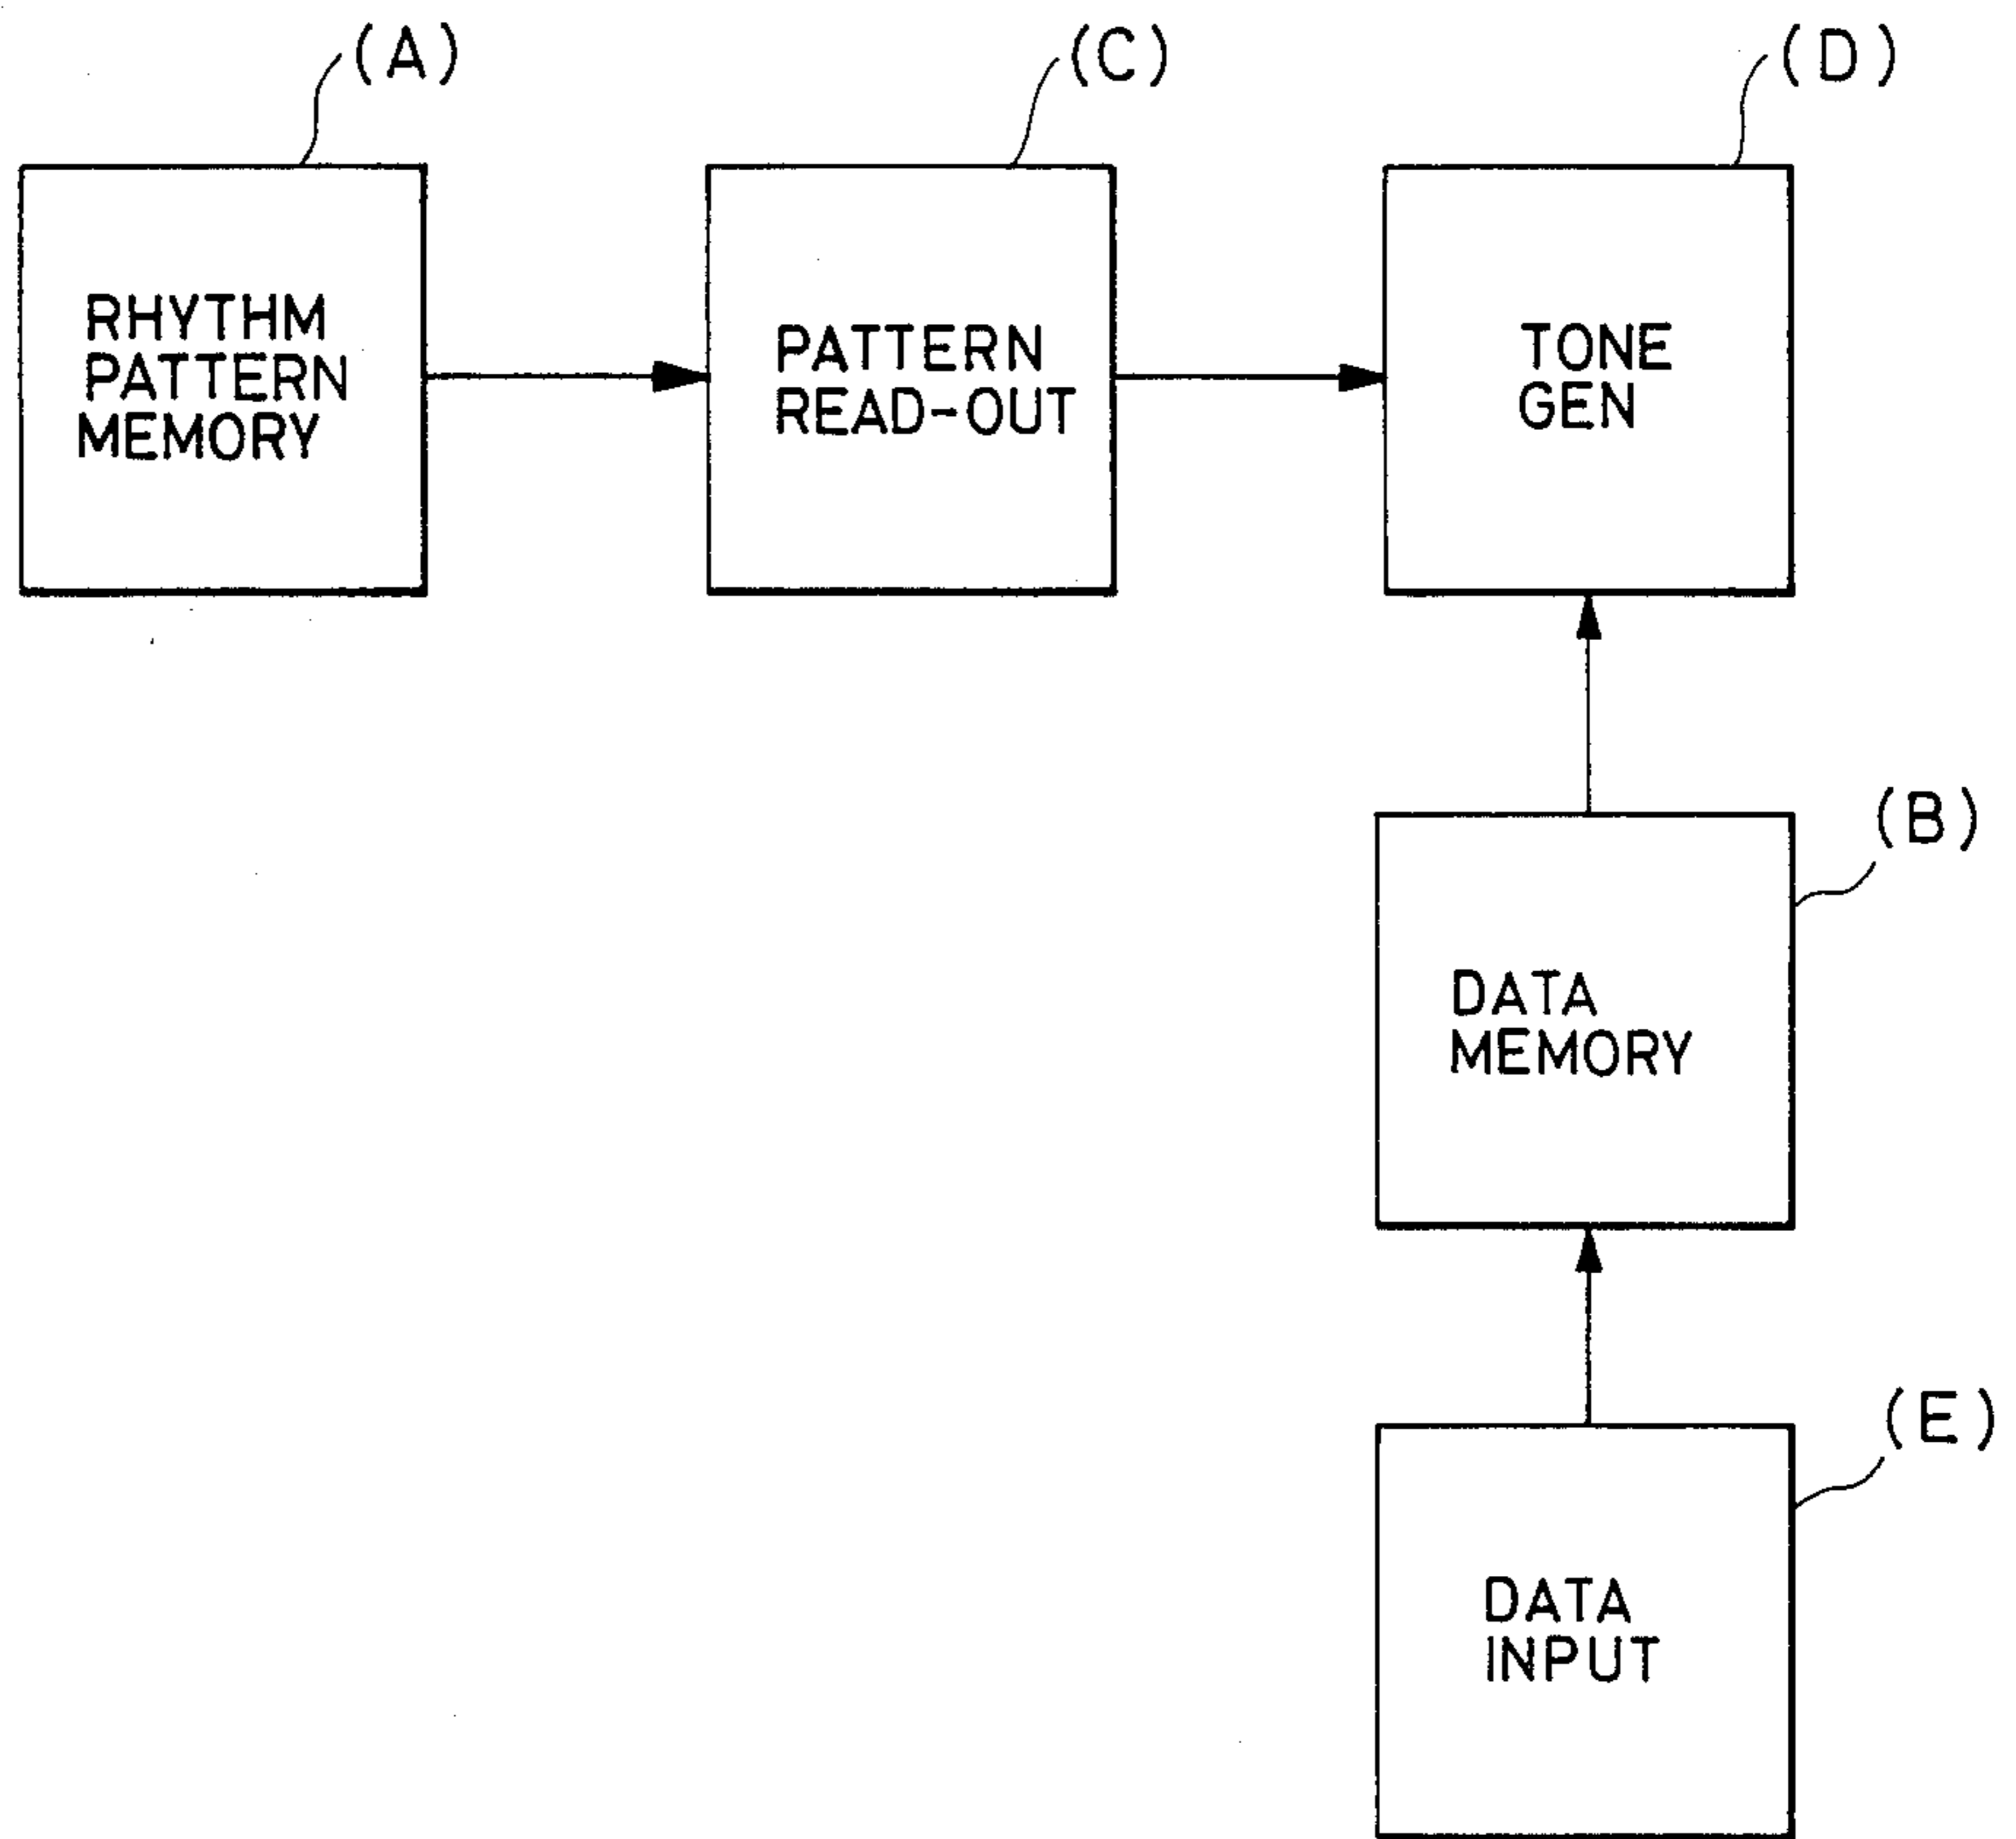 (A)
(C)
(D)
RHYTHM
PATTERN
MEMORY
PATTERN
READ-OUT
TONE
GEN
(B)
DATA
MEMORY
(E)
DATA
INPUT